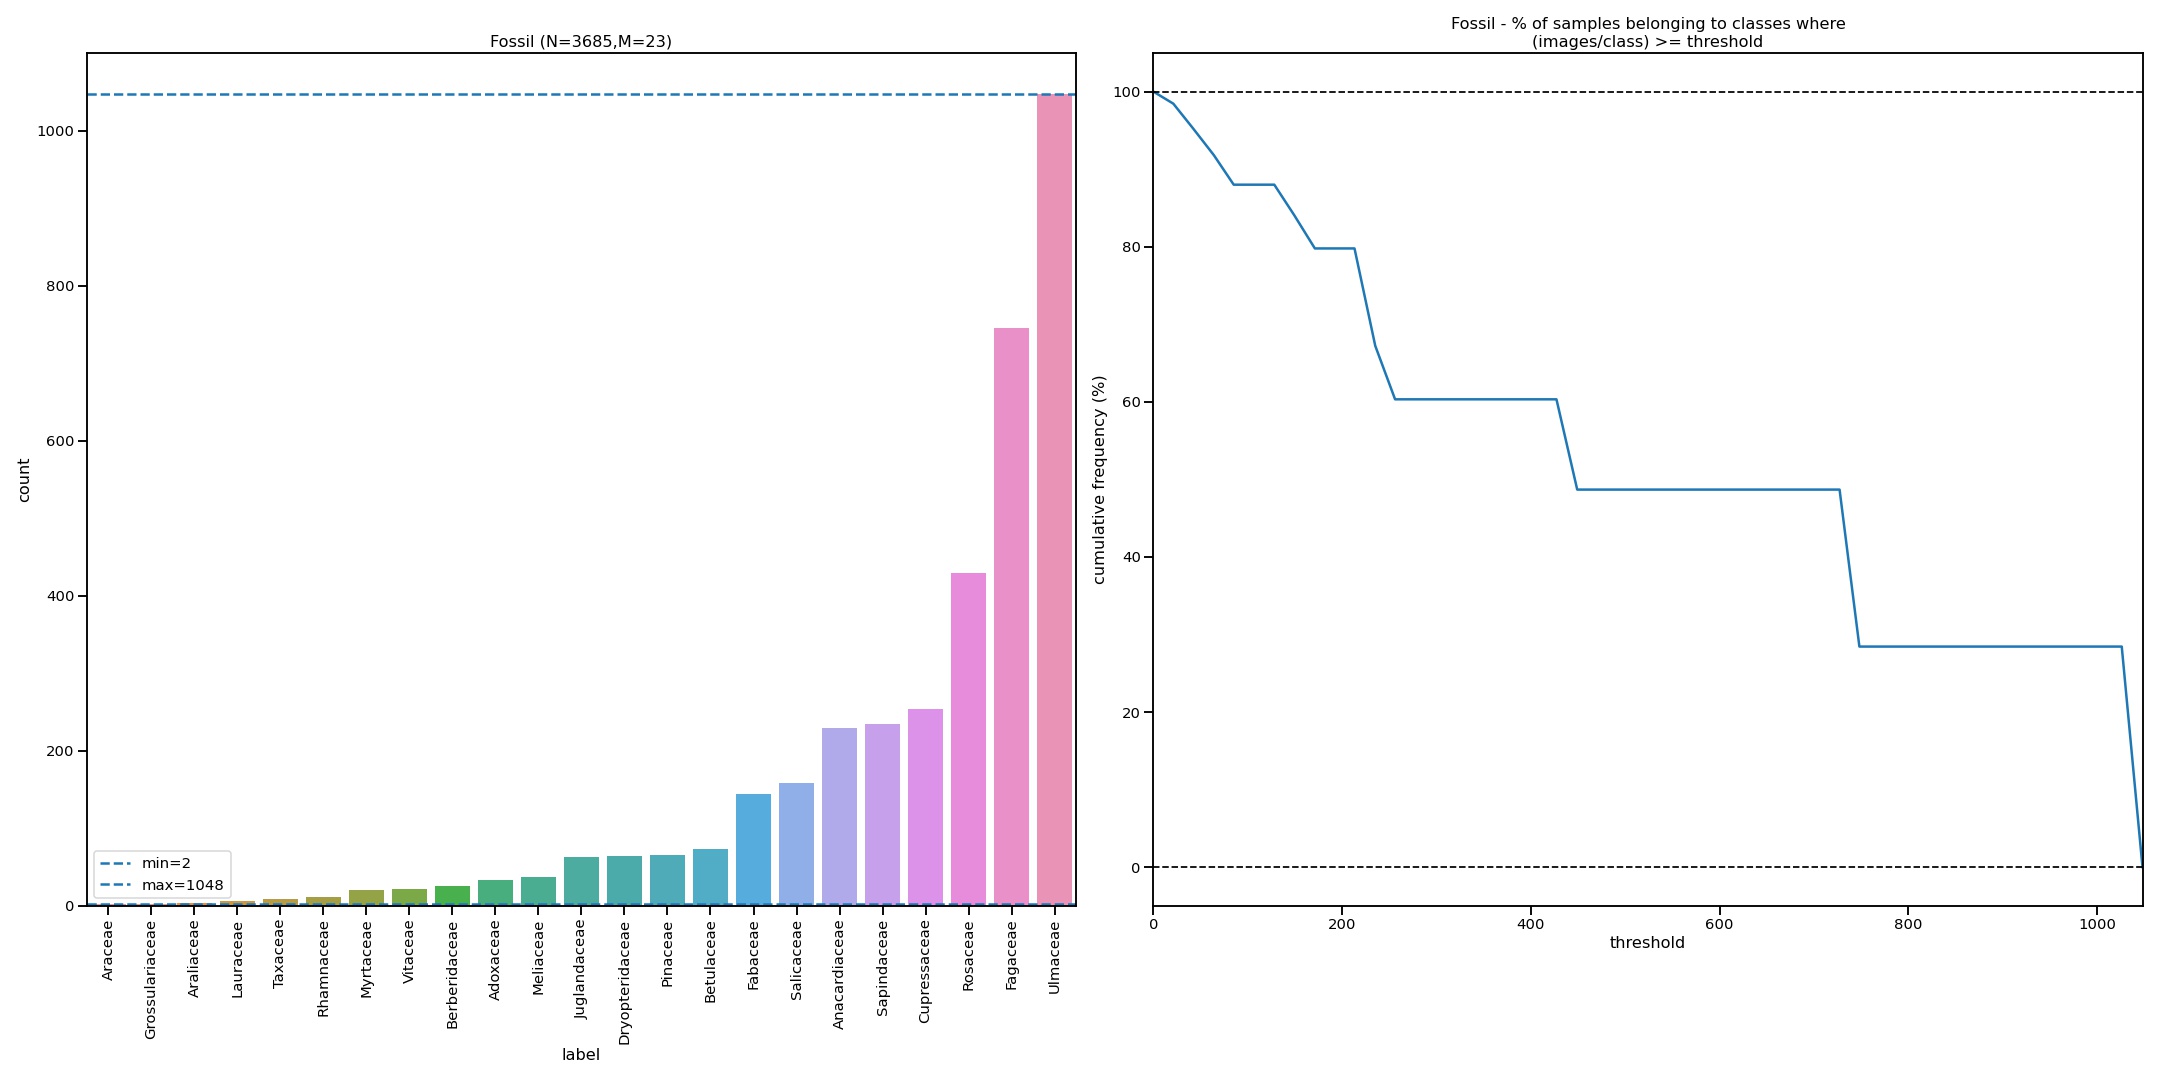 Fossil (N=3685,M=23)
1000
800
600
400
200
0
count
min=2
max=1048
Araceae
Grossulariaceae
Araliaceae
Lauraceae
Taxaceae
Rhamnaceae
Myrtaceae
Vitaceae
Berberidaceae
Adoxaceae
Meliaceae
Juglandaceae
Dryopteridaceae
Pinaceae
Betulaceae
Fabaceae
Salicaceae
Anacardiaceae
Sapindaceae
Cupressaceae
Rosaceae
Fagaceae
Ulmaceae
label
Fossil - % of samples belonging to classes where
(images/class) >= threshold
100
80
60
40
20
0
cumulative frequency (%)
0 200 400 600 800 1000
threshold